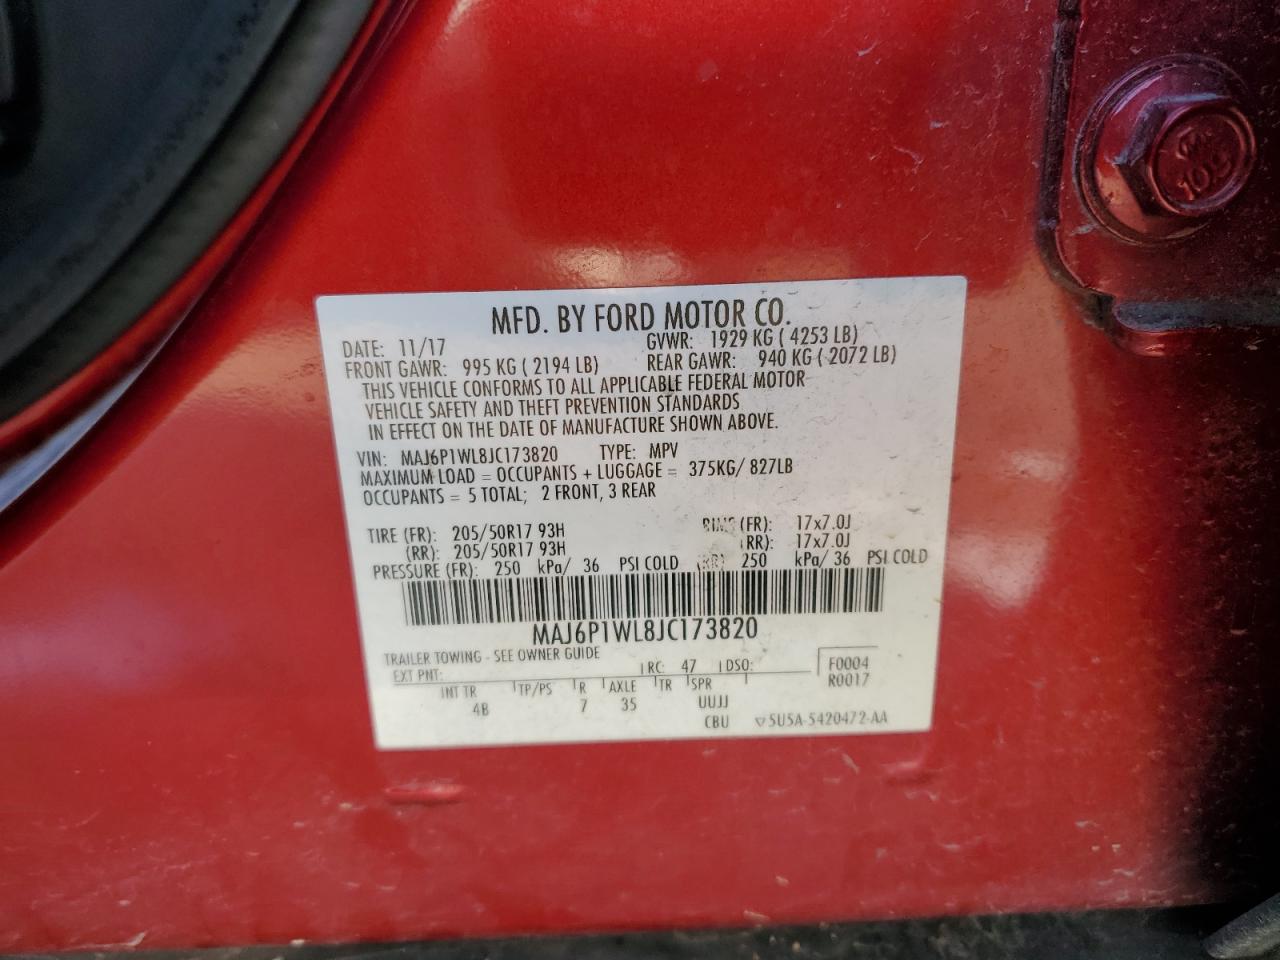 MFD. BY FORD MOTOR CO.
DATE: 11/17 GVWR: 1929 KG ( 4253 LB)
FRONT GAWR: 995 KG ( 2194 LB) REAR GAWR: 940 KG ( 2072 LB)
THIS VEHICLE CONFORMS TO ALL APPLICABLE FEDERAL MOTOR
VEHICLE SAFETY AND THEFT PREVENTION STANDARDS
IN EFFECT ON THE DATE OF MANUFACTURE SHOWN ABOVE.
VIN: MAJ6P1WL8JC173820 TYPE: MPV
MAXIMUM LOAD = OCCUPANTS + LUGGAGE = 375KG/ 827LB
OCCUPANTS = 5 TOTAL; 2 FRONT, 3 REAR
TIRE (FR): 205/50R17 93H RIMS (FR): 17x7.0J
(RR): 205/50R17 93H (RR): 17x7.0J
PRESSURE (FR): 250 kPa/ 36 PSI COLD (RR) 250 kPa/ 36 PSI COLD
MAJ6P1WL8JC173820
TRAILER TOWING - SEE OWNER GUIDE
EXT PNT: RC: 47 DSO: F0004
INT TR TP/PS R AXLE TR SPR R0017
4B 7 35 UUJJ
CBU 5U5A-5420472-AA